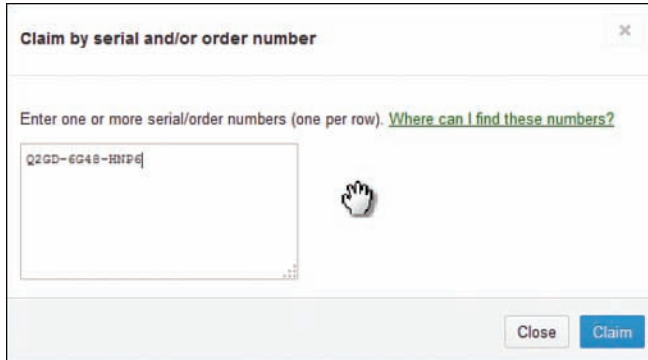 Claim by serial and/or order number
×
Enter one or more serial/order numbers (one per row). Where can I find these numbers?
Q2GD-6G48-HNP6
Close
Claim